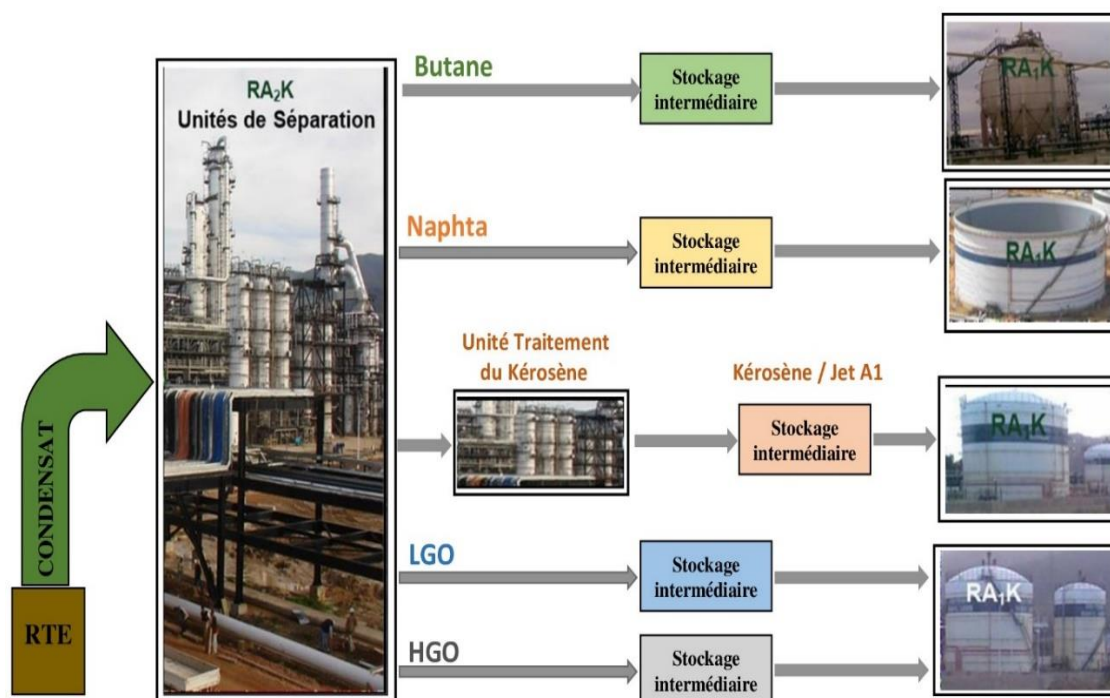 RA₂K
Unités de Séparation
CONDENSAT
RTE
Butane
Stockage
intermédiaire
RA₁K
Naphta
Stockage
intermédiaire
RA₁K
Unité Traitement
du Kérosène
Kérosène / Jet A1
Stockage
intermédiaire
RA₁K
LGO
Stockage
intermédiaire
RA₁K
HGO
Stockage
intermédiaire